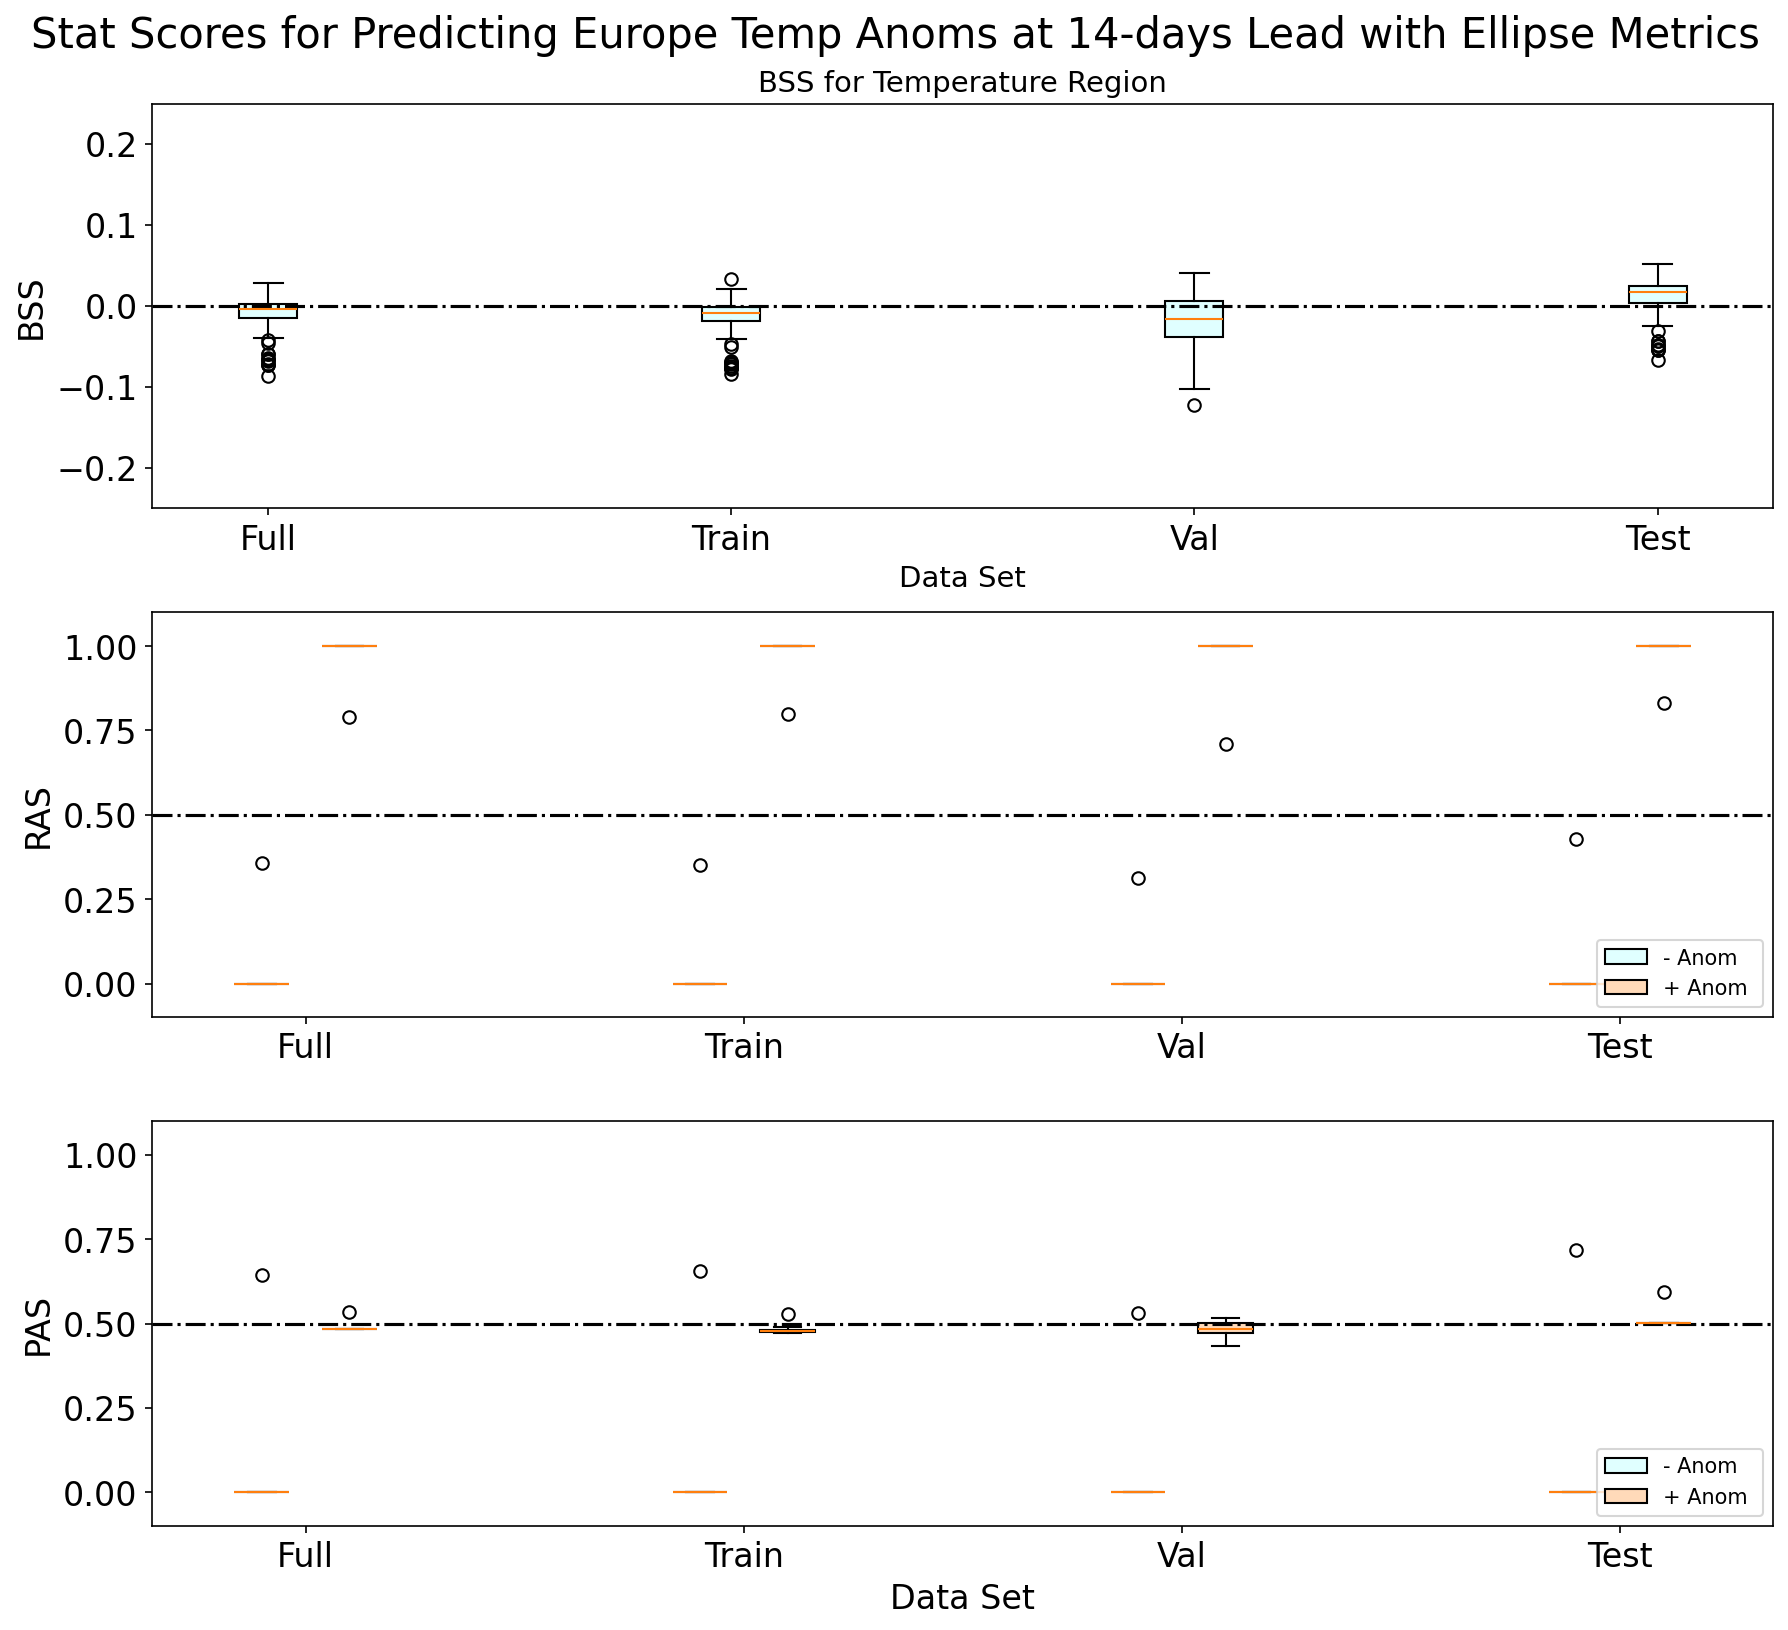 Stat Scores for Predicting Europe Temp Anoms at 14-days Lead with Ellipse Metrics
BSS for Temperature Region
BSS
0.2
0.1
0.0
−0.1
−0.2
Full Train Val Test
Data Set
RAS
1.00
0.75
0.50
0.25
0.00
- Anom
+ Anom
Full Train Val Test
PAS
1.00
0.75
0.50
0.25
0.00
- Anom
+ Anom
Full Train Val Test
Data Set